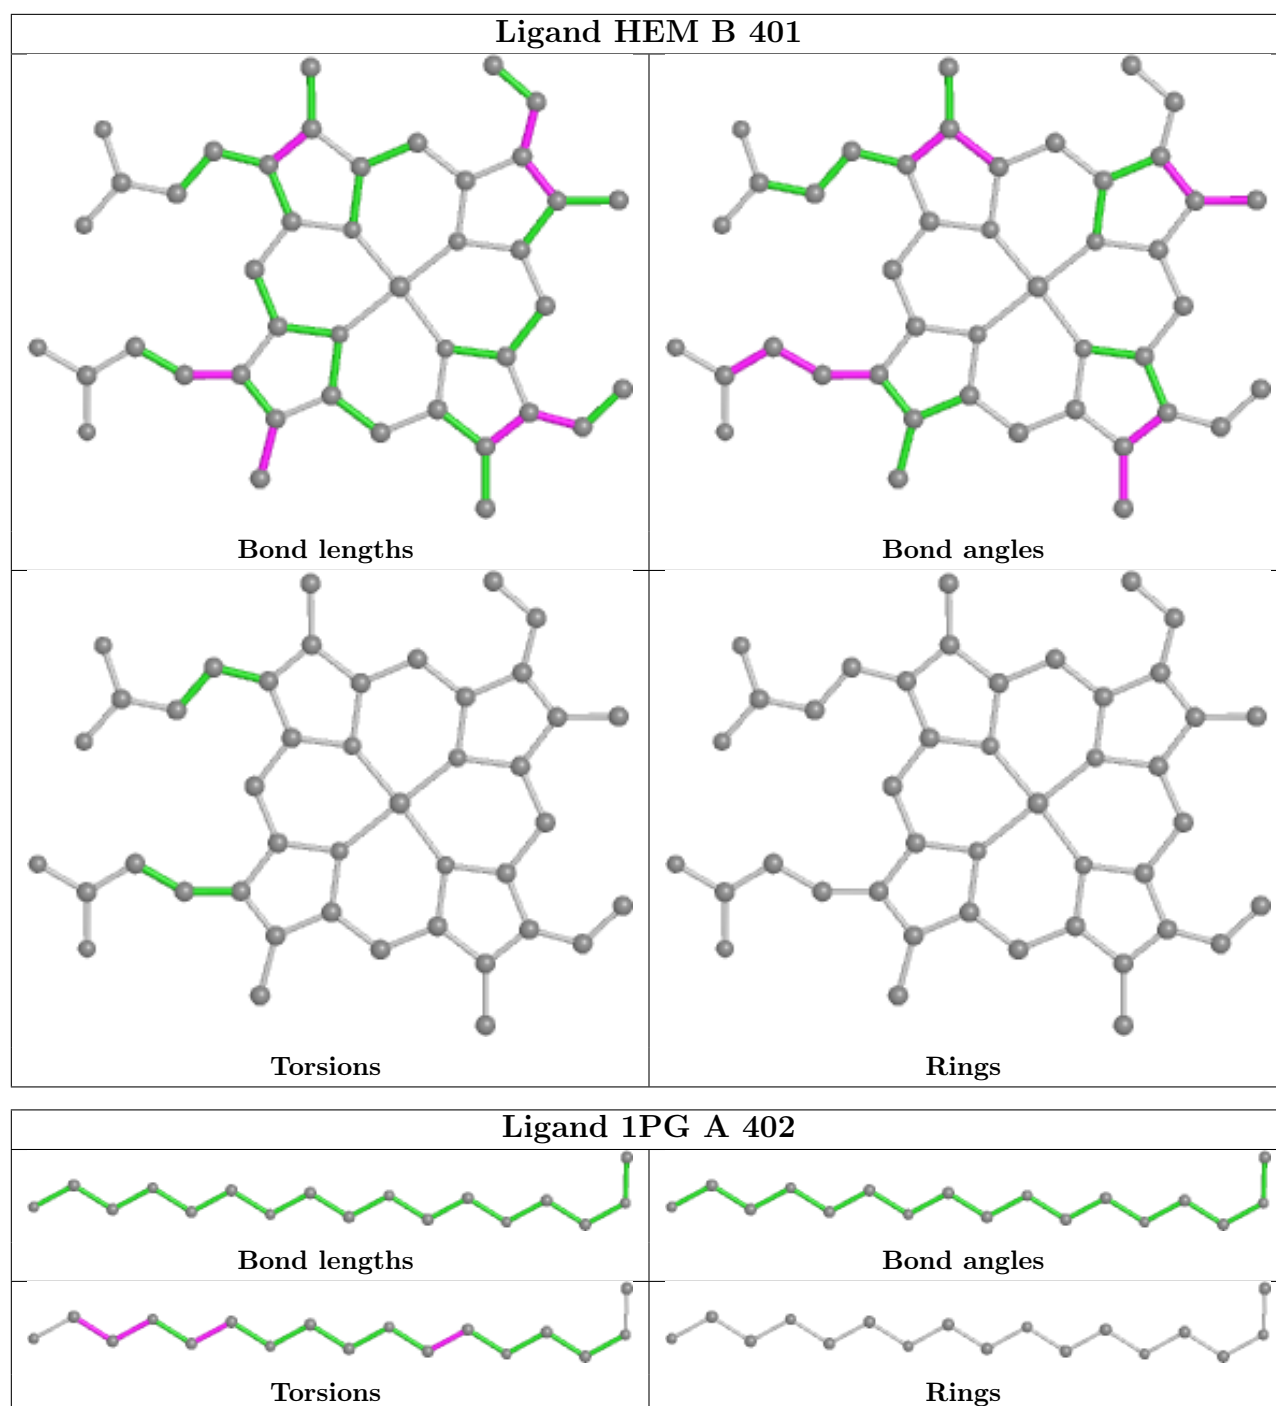 Ligand HEM B 401
Bond lengths
Bond angles
Torsions
Rings
Ligand 1PG A 402
Bond lengths
Bond angles
Torsions
Rings